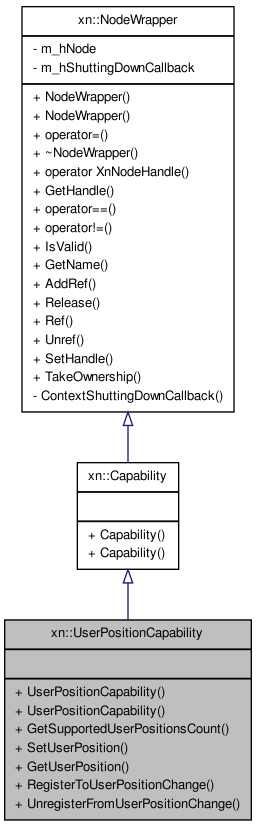 xn::NodeWrapper
- m_hNode
- m_hShuttingDownCallback
+ NodeWrapper()
+ NodeWrapper()
+ operator=()
+ ~NodeWrapper()
+ operator XnNodeHandle()
+ GetHandle()
+ operator==()
+ operator!=()
+ IsValid()
+ GetName()
+ AddRef()
+ Release()
+ Ref()
+ Unref()
+ SetHandle()
+ TakeOwnership()
- ContextShuttingDownCallback()
xn::Capability
+ Capability()
+ Capability()
xn::UserPositionCapability
+ UserPositionCapability()
+ UserPositionCapability()
+ GetSupportedUserPositionsCount()
+ SetUserPosition()
+ GetUserPosition()
+ RegisterToUserPositionChange()
+ UnregisterFromUserPositionChange()